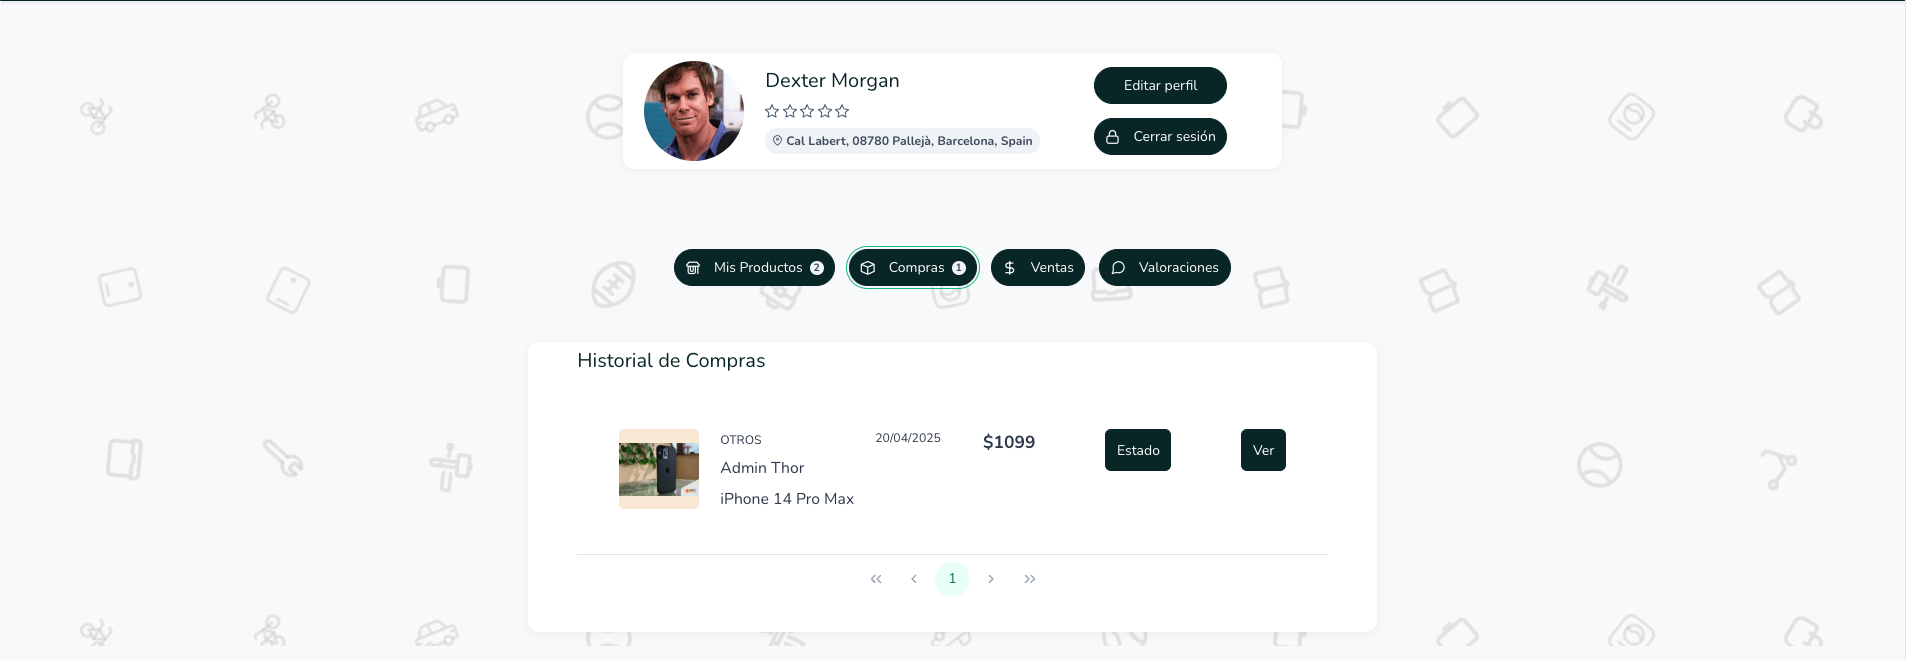 Dexter Morgan
Cal Labert, 08780 Pallejà, Barcelona, Spain
Editar perfil
Cerrar sesión
Mis Productos 2
Compras 1
Ventas
Valoraciones
Historial de Compras
OTROS
Admin Thor
iPhone 14 Pro Max
20/04/2025
$1099
Estado
Ver
1